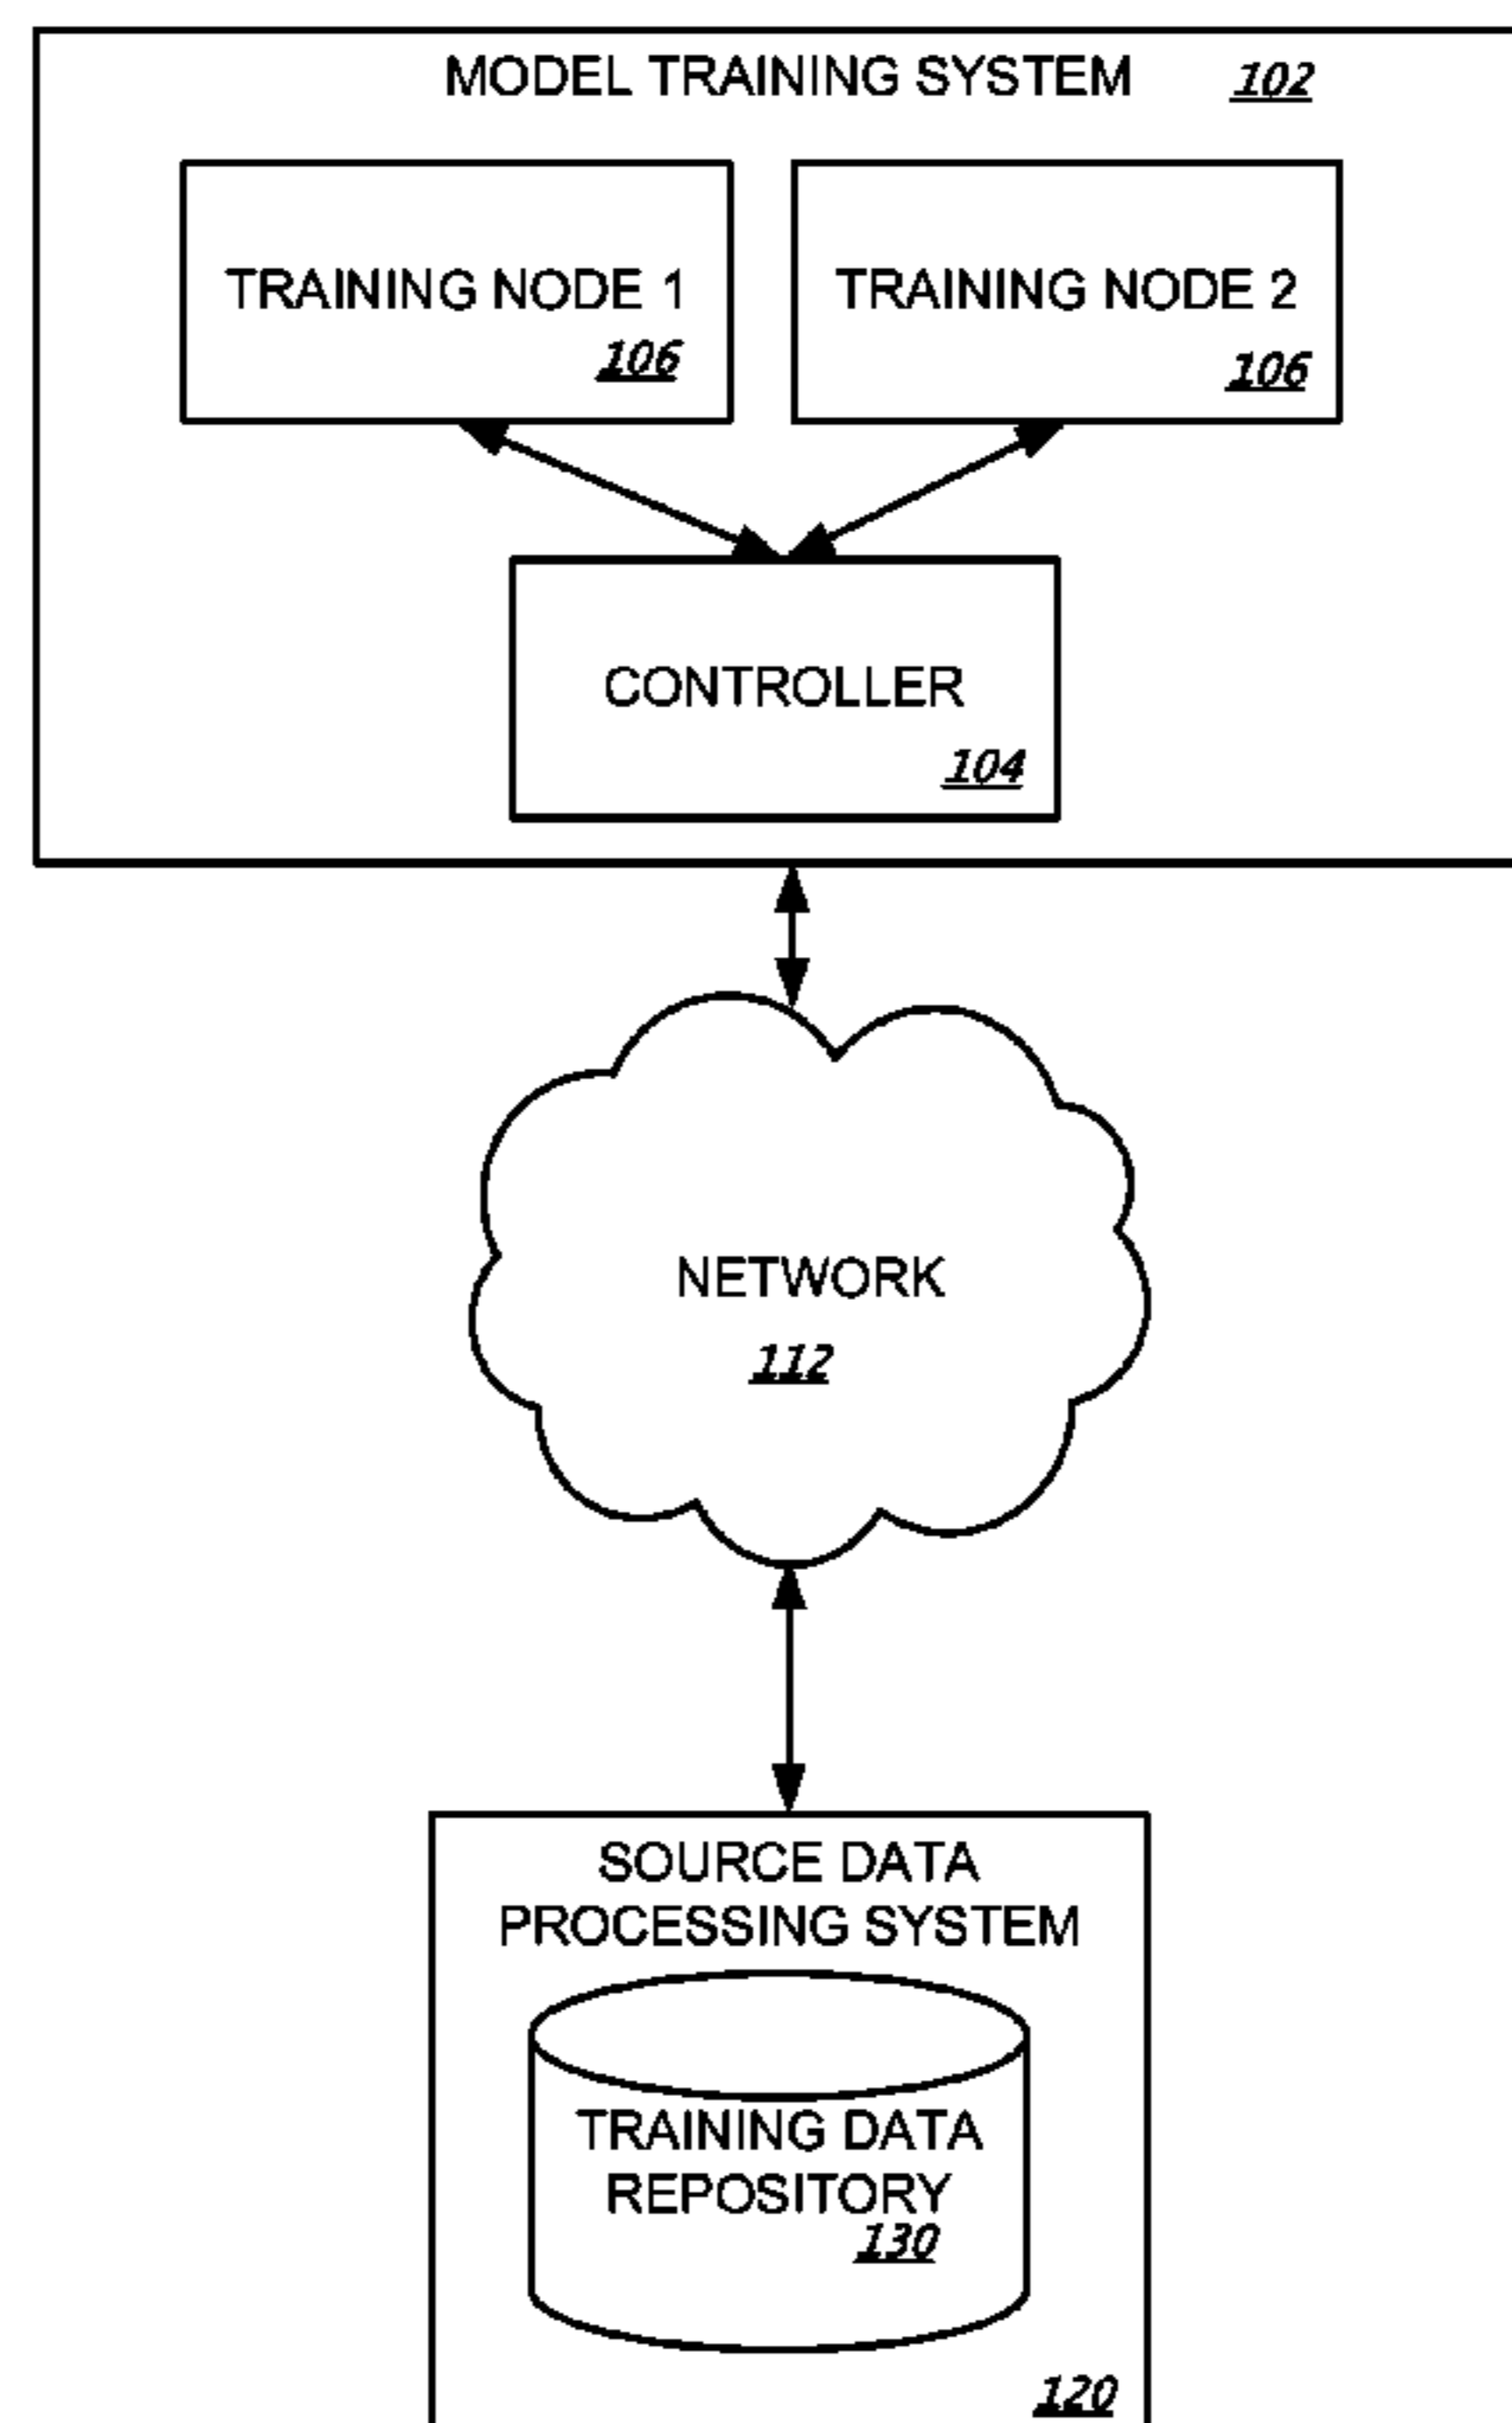 MODEL TRAINING SYSTEM 102
TRAINING NODE 1
106
TRAINING NODE 2
106
CONTROLLER
104
NETWORK
112
SOURCE DATA
PROCESSING SYSTEM
TRAINING DATA
REPOSITORY
130
120